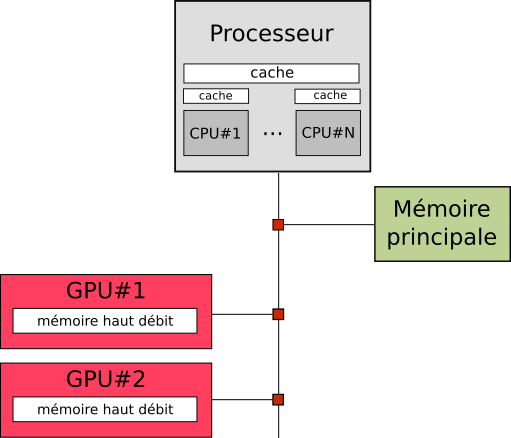 Processeur
cache
cache
cache
CPU#1
...
CPU#N
Mémoire
principale
GPU#1
mémoire haut débit
GPU#2
mémoire haut débit